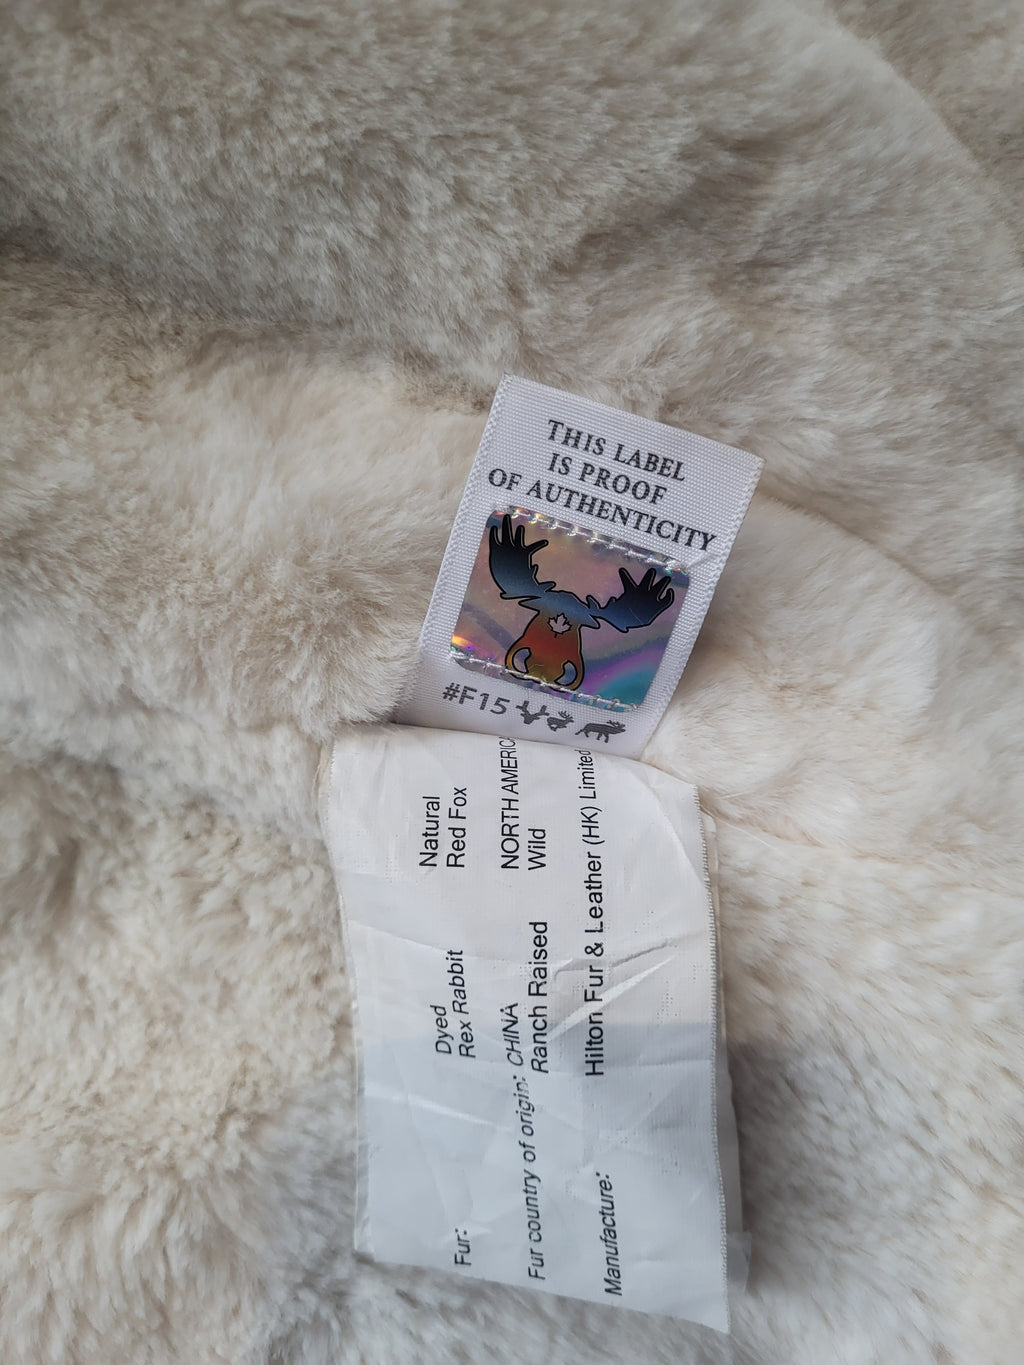 THIS LABEL
IS PROOF
OF AUTHENTICITY
#F15
Fur: Dyed Natural
Rex Rabbit Red Fox
Fur country of origin: CHINA NORTH AMERIC
Ranch Raised Wild
Manufacture: Hilton Fur & Leather (HK) Limited